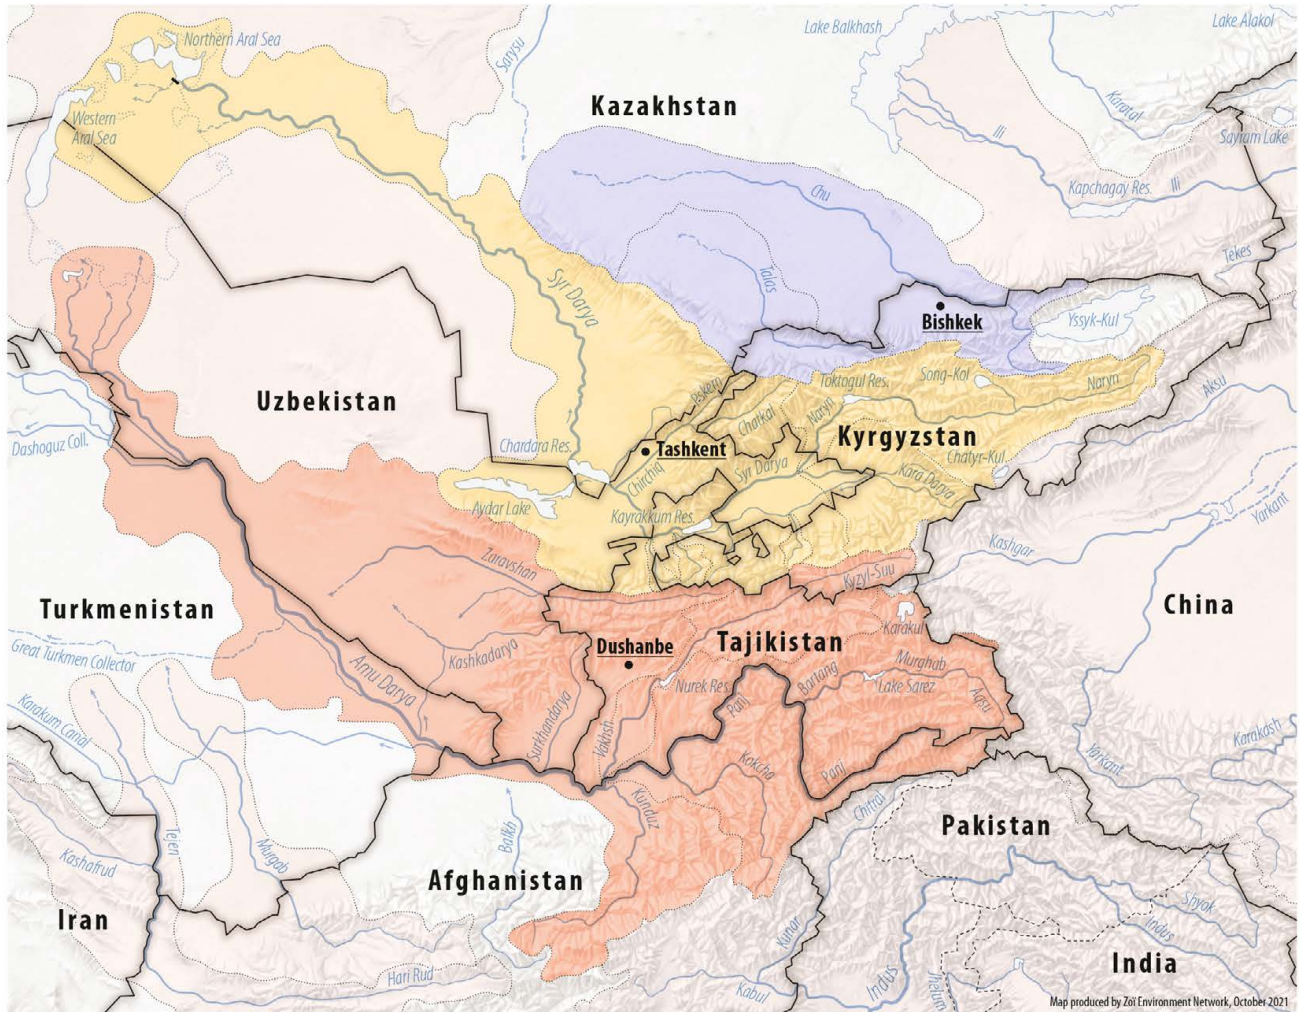 Northern Aral Sea
Sarysu
Lake Balkhash
Lake Alakol
Kazakhstan
Western
Aral Sea
Karatal
Ili
Sayram Lake
Kapchagay Res.
Ili
Chu
Tekes
Talas
Syr Darya
Bishkek
Yssyk-Kul
Uzbekistan
Pskem
Toktogul Res.
Song-Kol
Naryn
Aksu
Chatkal
Naryn
Kyrgyzstan
Dashoguz Coll.
Chardara Res.
Tashkent
Chatyr-Kul
Chirchiq
Syr Darya
Kara Darya
Aydar Lake
Kayrakkum Res.
Yarkant
Kashgar
Zaravshan
Kyzyl-Suu
Turkmenistan
China
Karakul
Great Turkmen Collector
Dushanbe
Tajikistan
Kashkadarya
Murghab
Amu Darya
Nurek Res.
Bartang
Lake Sarez
Aqsu
Karakum Canal
Surkhandarya
Vakhsh
Panj
Karakash
Yarkant
Kokcha
Panj
Kunduz
Chitral
Pakistan
Tejen
Murgab
Balkh
Kashafrud
Afghanistan
Iran
Shyok
Kunar
Indus
India
Hari Rud
Kabul
Indus
Jhelum
Map produced by Zoï Environment Network, October 2021